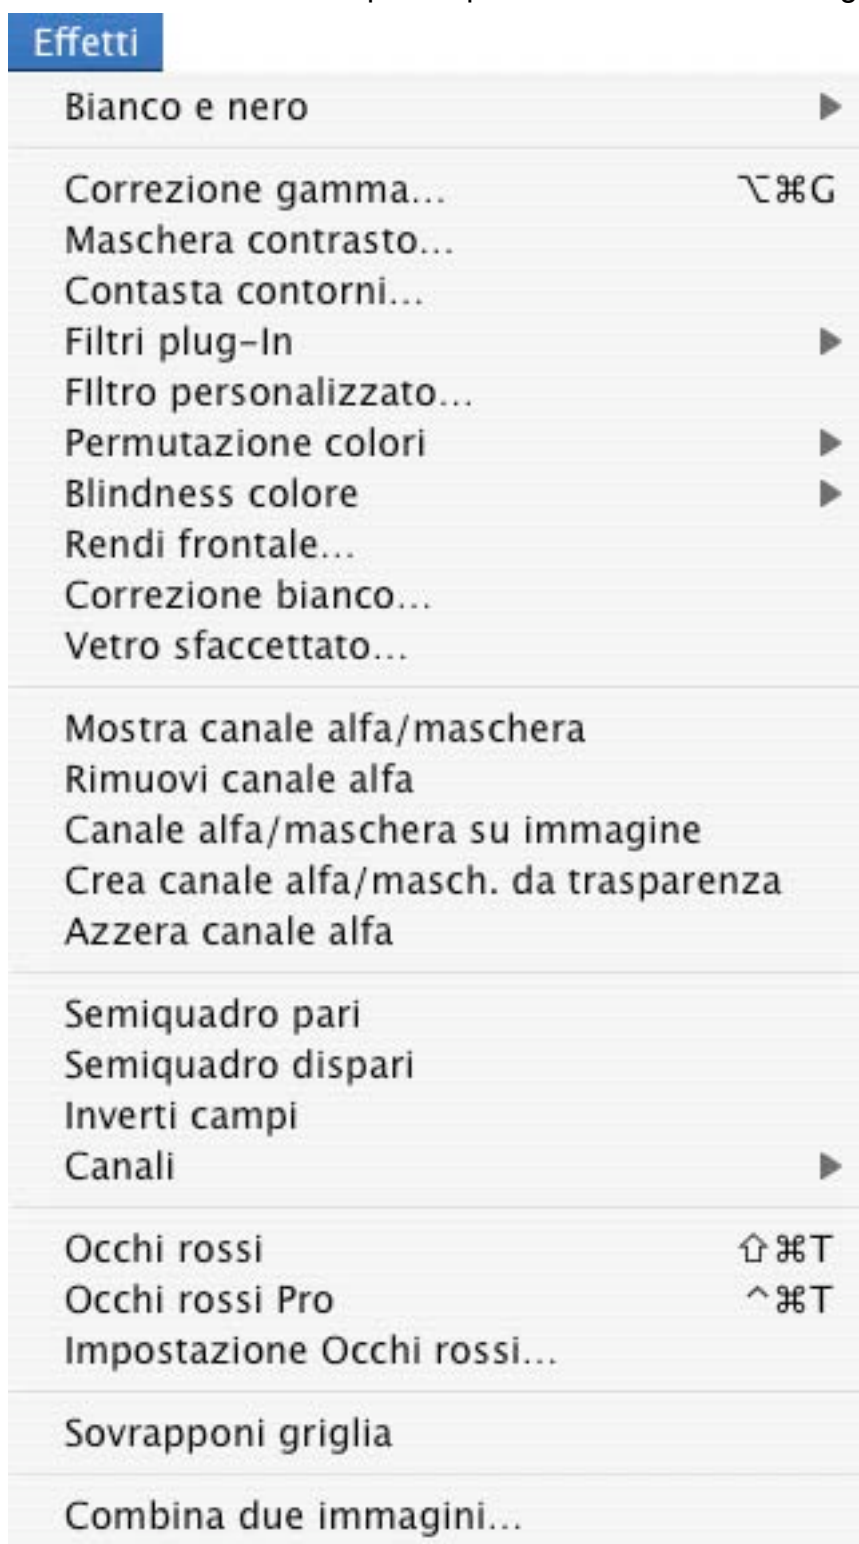 Effetti
Bianco e nero ▶
Correzione gamma... ⌥⌘G
Maschera contrasto...
Contasta contorni...
Filtri plug-In ▶
FIltro personalizzato...
Permutazione colori ▶
Blindness colore ▶
Rendi frontale...
Correzione bianco...
Vetro sfaccettato...
Mostra canale alfa/maschera
Rimuovi canale alfa
Canale alfa/maschera su immagine
Crea canale alfa/masch. da trasparenza
Azzera canale alfa
Semiquadro pari
Semiquadro dispari
Inverti campi
Canali ▶
Occhi rossi ⇧⌘T
Occhi rossi Pro ^⌘T
Impostazione Occhi rossi...
Sovrapponi griglia
Combina due immagini...